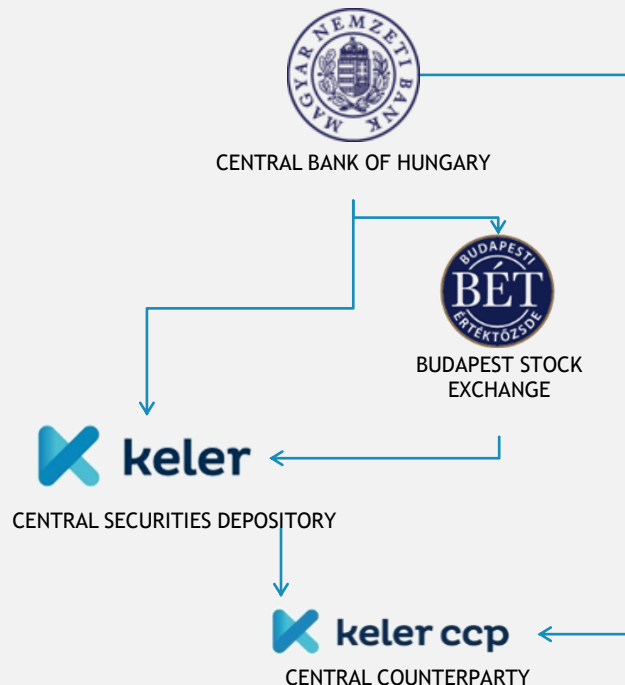 MAGYAR NEMZETI BANK
CENTRAL BANK OF HUNGARY
BUDAPESTI
BÉT
ÉRTÉKTŐZSDE
BUDAPEST STOCK
EXCHANGE
keler
CENTRAL SECURITIES DEPOSITORY
keler ccp
CENTRAL COUNTERPARTY